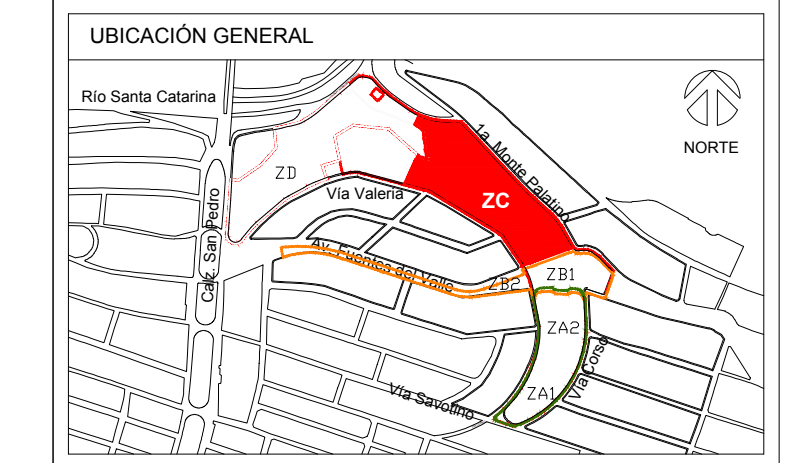 UBICACIÓN GENERAL
Río Santa Catarina
NORTE
1a. Monte Palatino
ZD
Vía Valeria
ZC
Calz. San Pedro
Av. Fuentes del Valle
ZB2
ZB1
ZA2
Vía Corso
ZA1
Vía Savotino